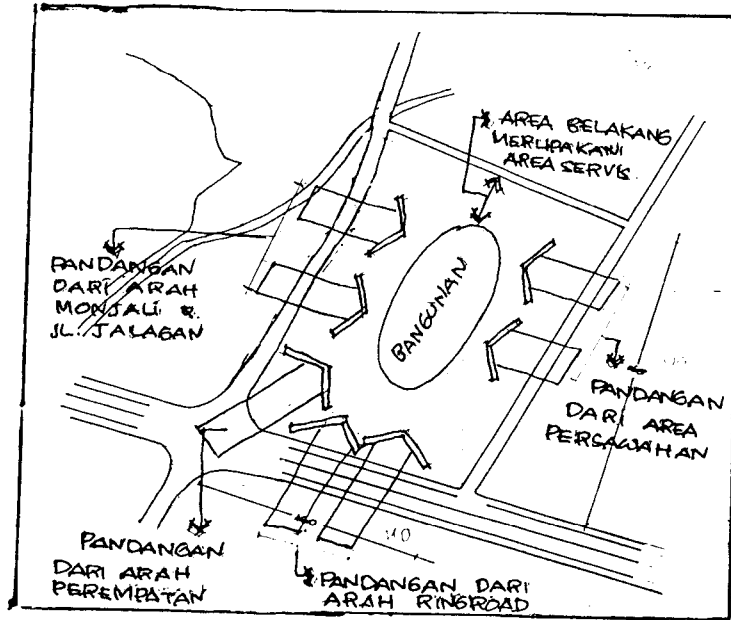 AREA BELAKANG
MERUPAKAN
AREA SERVIS
PANDANGAN
DARI ARAH
MONJALI &
JL. JALAGAN
BANGUNAN
PANDANGAN
DARI AREA
PERSAWAHAN
110
PANDANGAN
DARI ARAH
PEREMPATAN
PANDANGAN DARI
ARAH RINGROAD